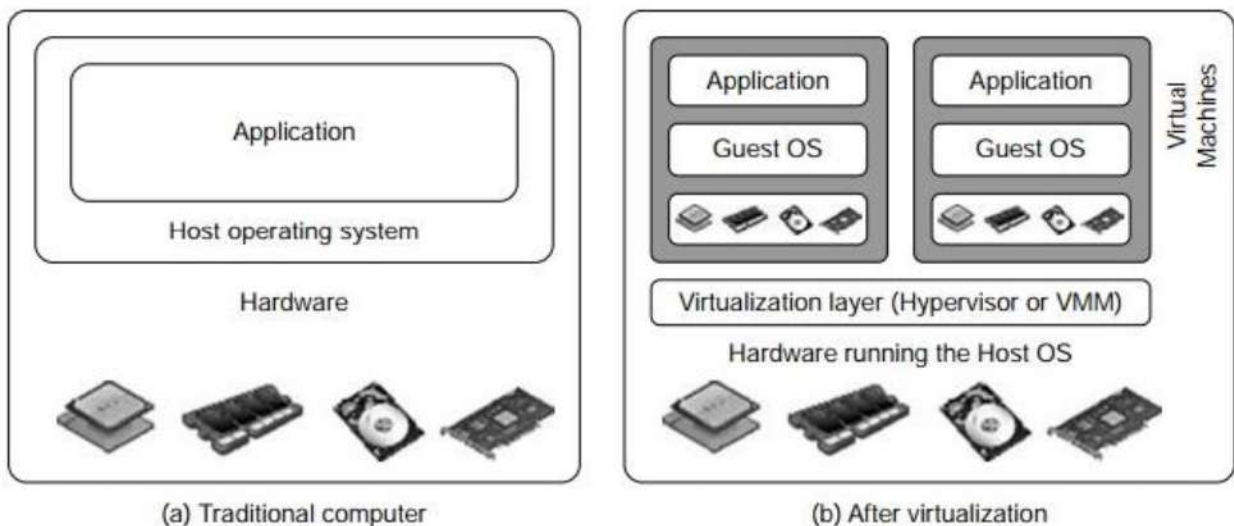 Application
Host operating system
Hardware
(a) Traditional computer
Application
Guest OS
Application
Guest OS
Virtual
Machines
Virtualization layer (Hypervisor or VMM)
Hardware running the Host OS
(b) After virtualization